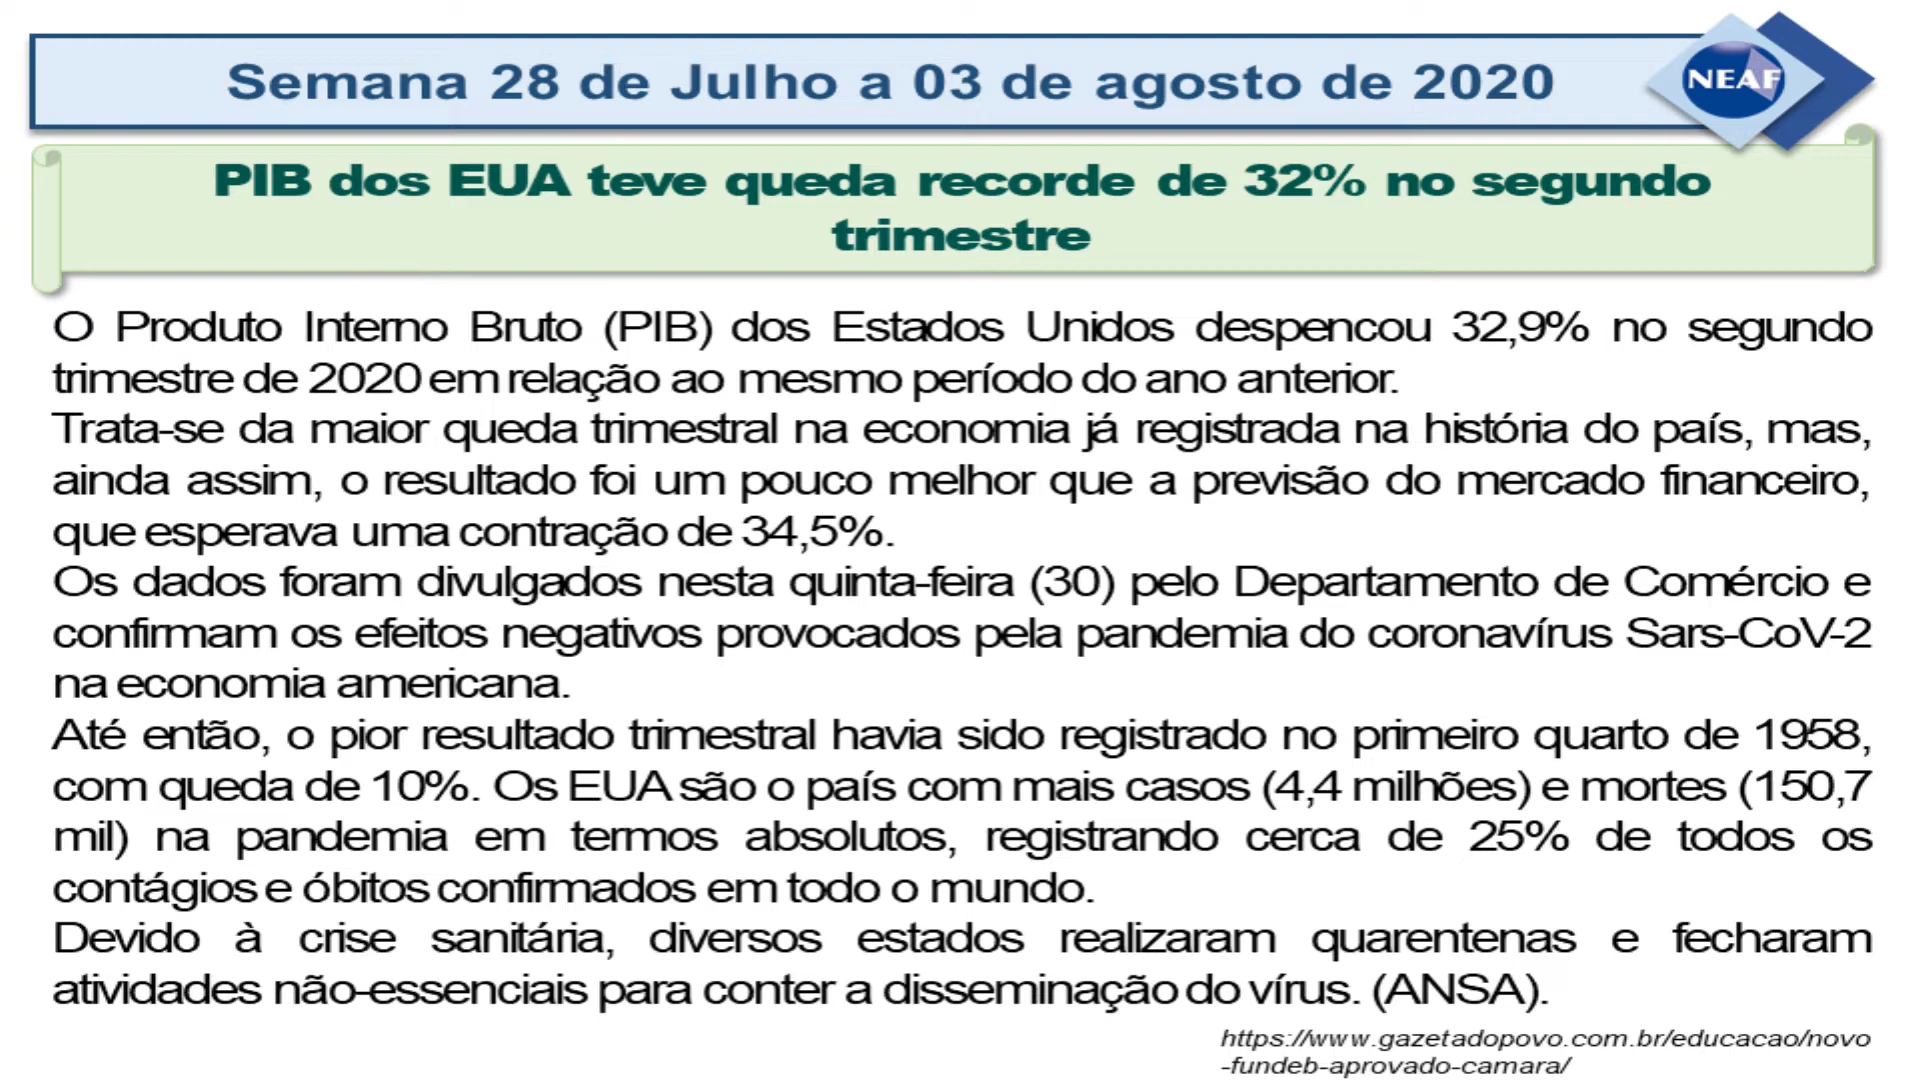 Semana 28 de Julho a 03 de agosto de 2020
NEAF
PIB dos EUA teve queda recorde de 32% no segundo
trimestre
O Produto Interno Bruto (PIB) dos Estados Unidos despencou 32,9% no segundo
trimestre de 2020 em relação ao mesmo período do ano anterior.
Trata-se da maior queda trimestral na economia já registrada na história do país, mas,
ainda assim, o resultado foi um pouco melhor que a previsão do mercado financeiro,
que esperava uma contração de 34,5%.
Os dados foram divulgados nesta quinta-feira (30) pelo Departamento de Comércio e
confirmam os efeitos negativos provocados pela pandemia do coronavírus Sars-CoV-2
na economia americana.
Até então, o pior resultado trimestral havia sido registrado no primeiro quarto de 1958,
com queda de 10%. Os EUA são o país com mais casos (4,4 milhões) e mortes (150,7
mil) na pandemia em termos absolutos, registrando cerca de 25% de todos os
contágios e óbitos confirmados em todo o mundo.
Devido à crise sanitária, diversos estados realizaram quarentenas e fecharam
atividades não-essenciais para conter a disseminação do vírus. (ANSA).
https://www.gazetadopovo.com.br/educacao/novo
-fundeb-aprovado-camara/